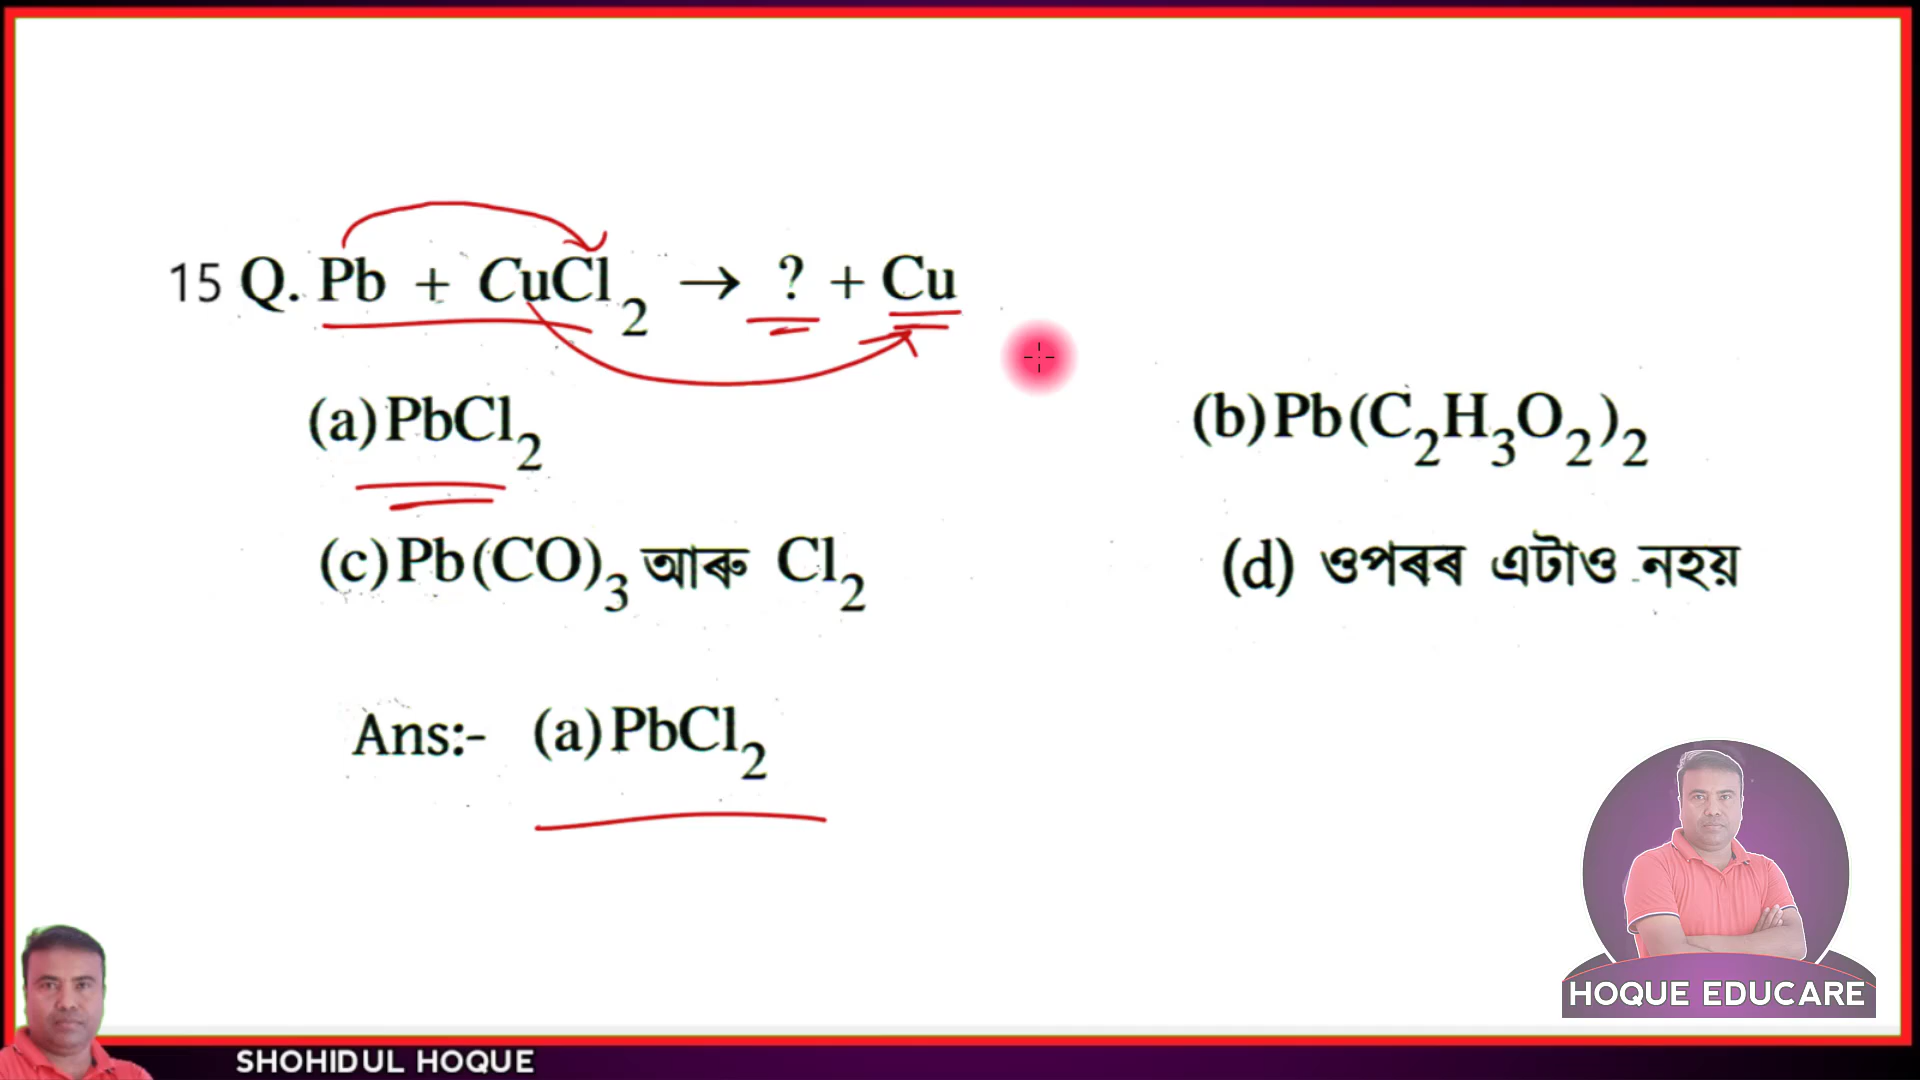 15 Q. Pb + CuCl₂ → ? + Cu
(a) PbCl₂ (b) Pb(C₂H₃O₂)₂
(c) Pb(CO)₃ আৰু Cl₂ (d) ওপৰৰ এটাও নহয়
Ans:- (a) PbCl₂
HOQUE EDUCARE
SHOHIDUL HOQUE